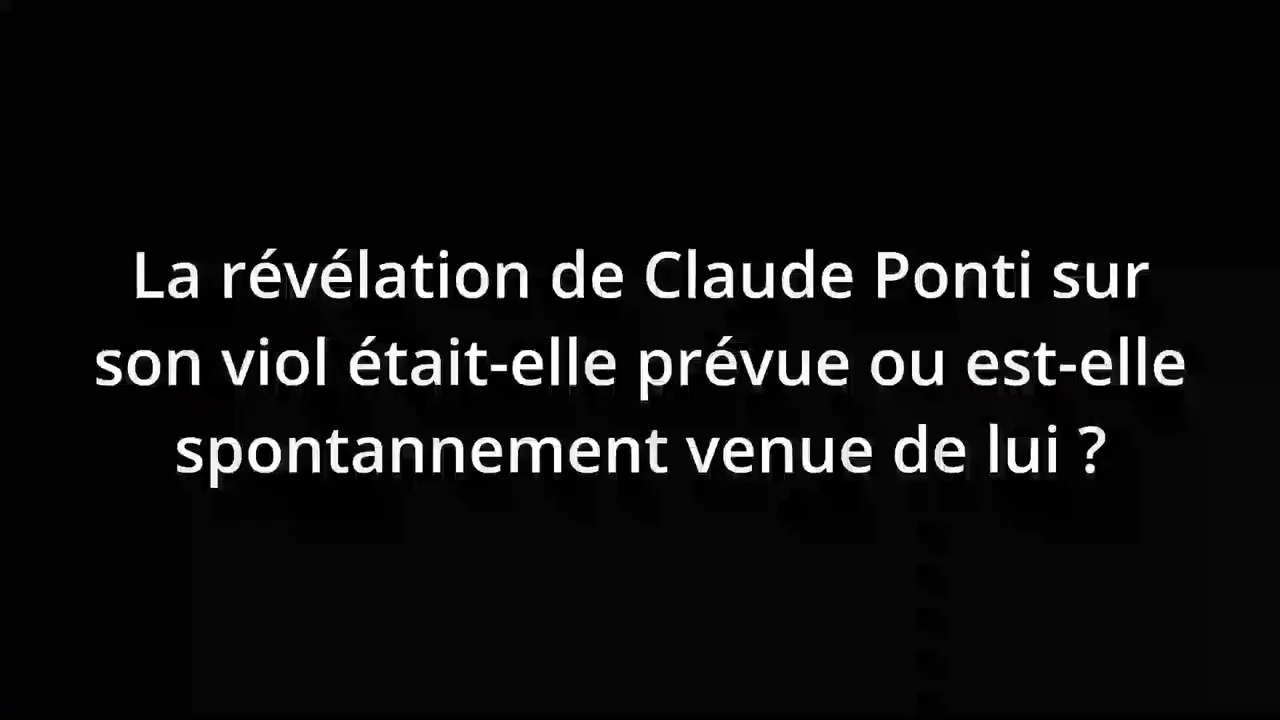 La révélation de Claude Ponti sur
son viol était-elle prévue ou est-elle
spontannement venue de lui ?